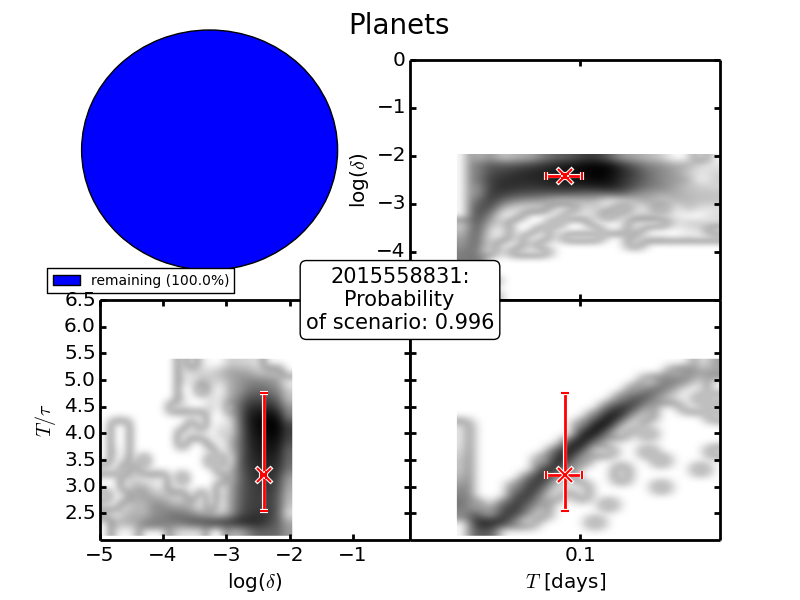 Planets
0
−1
−2
−3
−4
log(δ)
remaining (100.0%)
2015558831:
Probability
of scenario: 0.996
6.5
6.0
5.5
5.0
4.5
4.0
3.5
3.0
2.5
T/τ
−5 −4 −3 −2 −1
log(δ)
0.1
T [days]